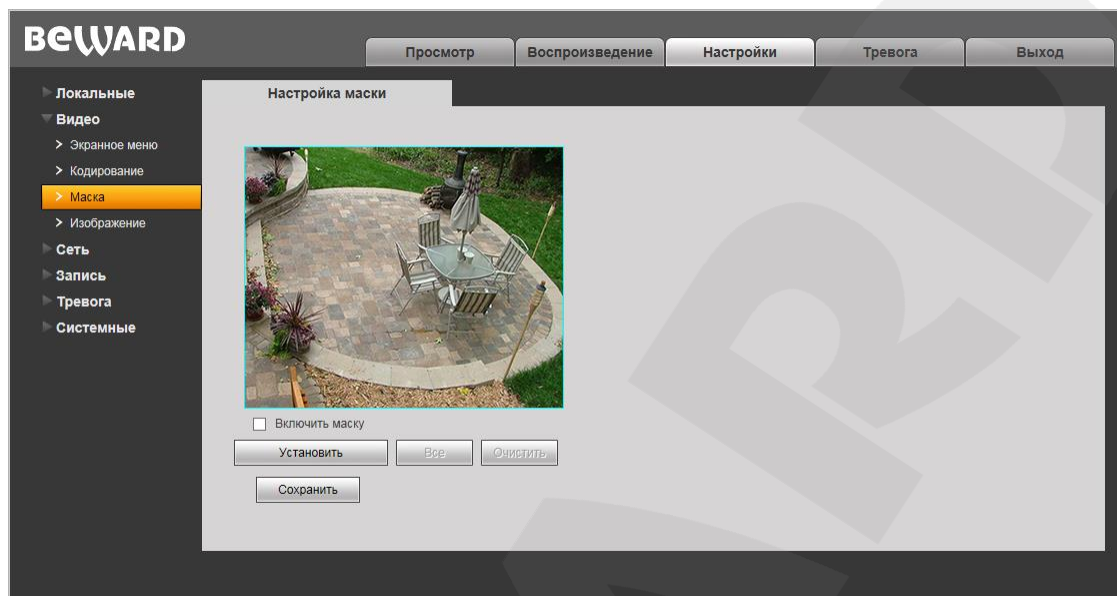 BEWARD
Просмотр
Воспроизведение
Настройки
Тревога
Выход
Локальные
Видео
> Экранное меню
> Кодирование
> Маска
> Изображение
Сеть
Запись
Тревога
Системные
Настройка маски
Включить маску
Установить
Все
Очистить
Сохранить